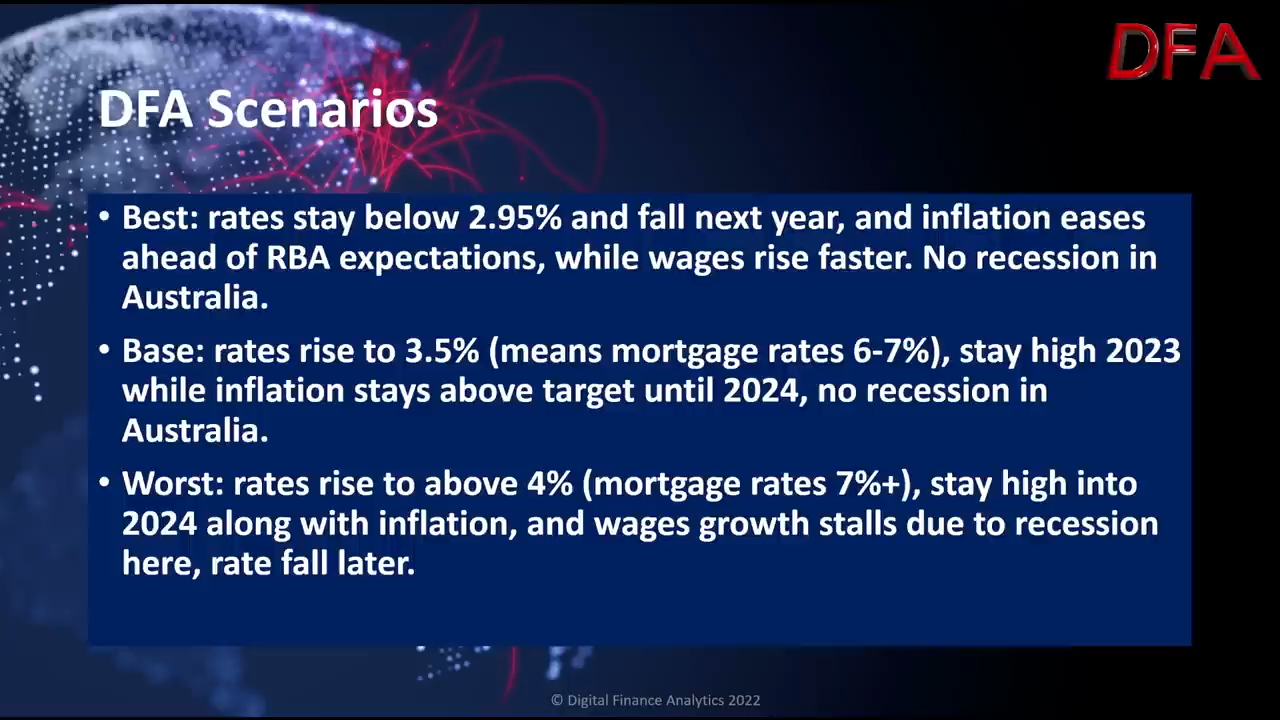 DFA
DFA Scenarios
• Best: rates stay below 2.95% and fall next year, and inflation eases
ahead of RBA expectations, while wages rise faster. No recession in
Australia.
• Base: rates rise to 3.5% (means mortgage rates 6-7%), stay high 2023
while inflation stays above target until 2024, no recession in
Australia.
• Worst: rates rise to above 4% (mortgage rates 7%+), stay high into
2024 along with inflation, and wages growth stalls due to recession
here, rate fall later.
© Digital Finance Analytics 2022